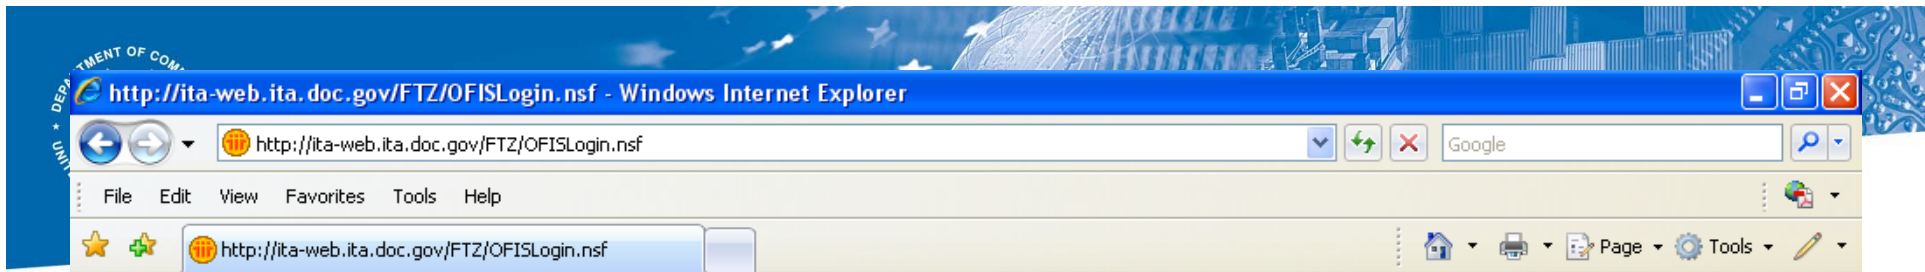 MENT OF COM
DEPA
UNI
http://ita-web.ita.doc.gov/FTZ/OFISLogin.nsf - Windows Internet Explorer
http://ita-web.ita.doc.gov/FTZ/OFISLogin.nsf
Google
File Edit View Favorites Tools Help
http://ita-web.ita.doc.gov/FTZ/OFISLogin.nsf
Page Tools